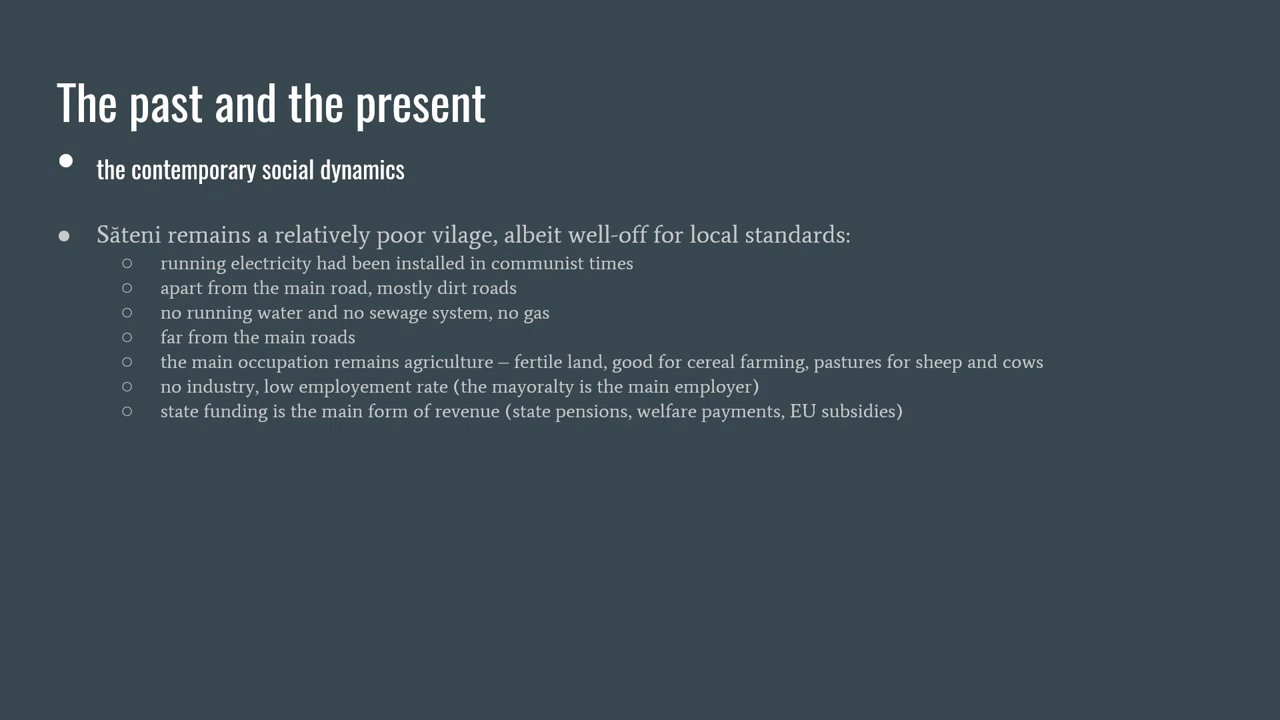 The past and the present
● the contemporary social dynamics
● Săteni remains a relatively poor vilage, albeit well-off for local standards:
○ running electricity had been installed in communist times
○ apart from the main road, mostly dirt roads
○ no running water and no sewage system, no gas
○ far from the main roads
○ the main occupation remains agriculture – fertile land, good for cereal farming, pastures for sheep and cows
○ no industry, low employement rate (the mayoralty is the main employer)
○ state funding is the main form of revenue (state pensions, welfare payments, EU subsidies)